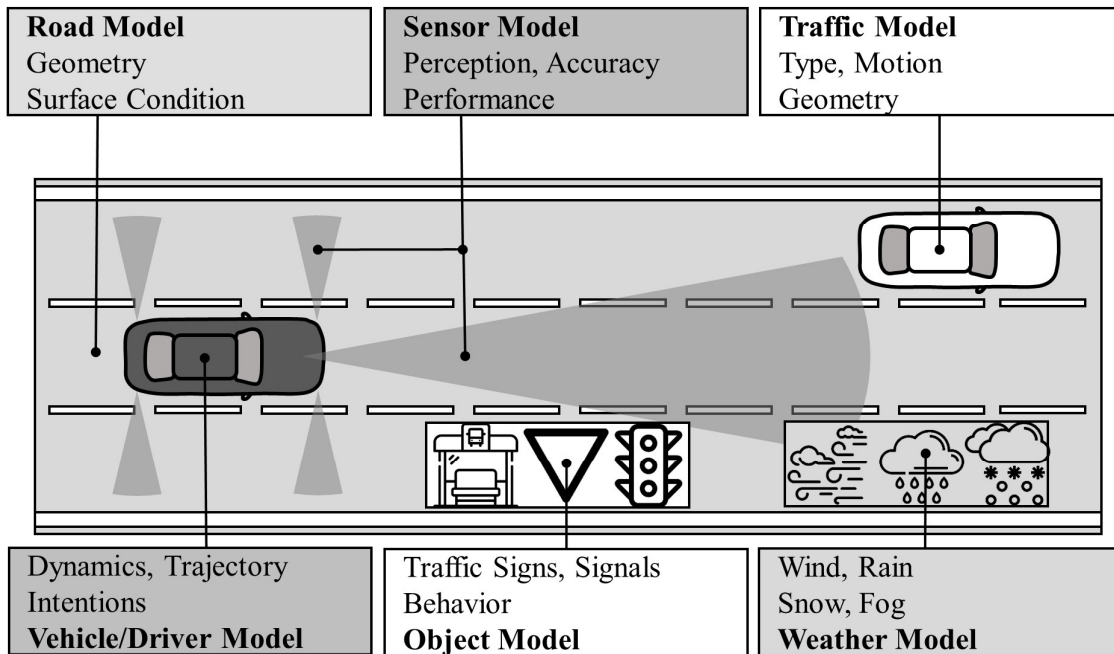 Road Model
Geometry
Surface Condition
Sensor Model
Perception, Accuracy
Performance
Traffic Model
Type, Motion
Geometry
Dynamics, Trajectory
Intentions
Vehicle/Driver Model
Traffic Signs, Signals
Behavior
Object Model
Wind, Rain
Snow, Fog
Weather Model